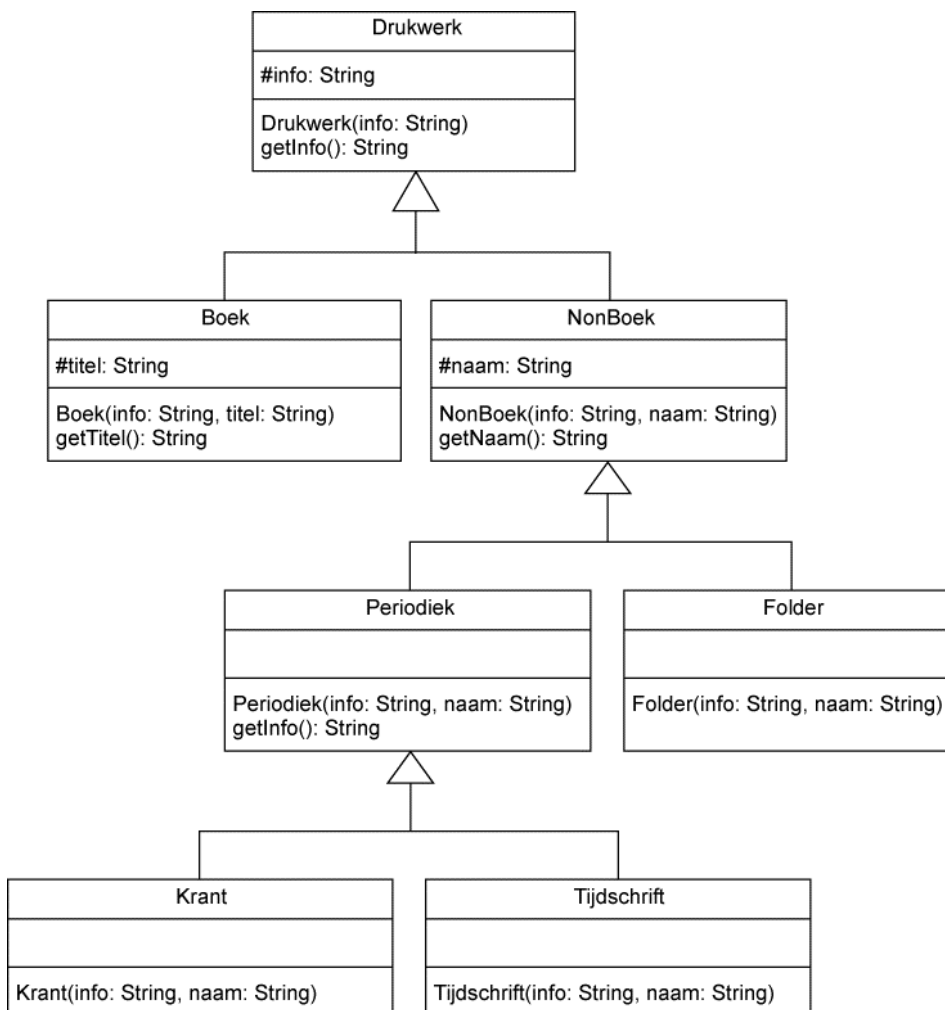 Drukwerk
#info: String
Drukwerk(info: String)
getInfo(): String
Boek
#titel: String
Boek(info: String, titel: String)
getTitel(): String
NonBoek
#naam: String
NonBoek(info: String, naam: String)
getNaam(): String
Periodiek
Periodiek(info: String, naam: String)
getInfo(): String
Folder
Folder(info: String, naam: String)
Krant
Krant(info: String, naam: String)
Tijdschrift
Tijdschrift(info: String, naam: String)